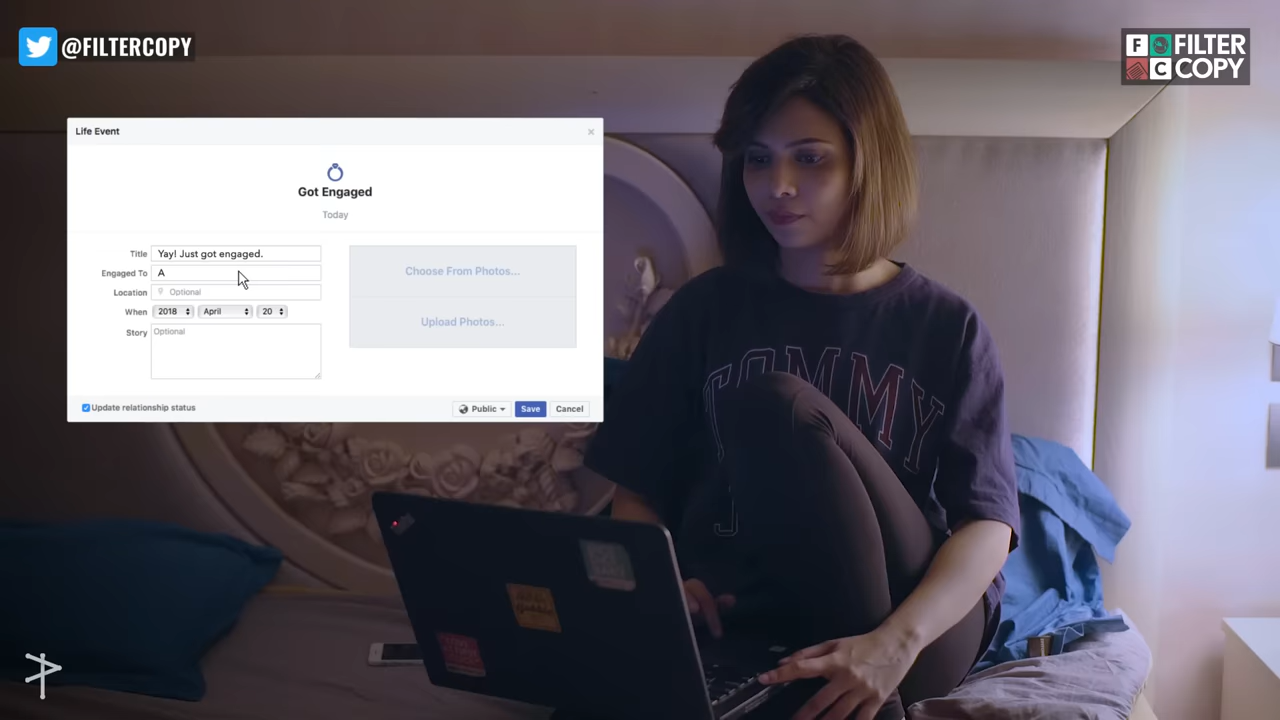 @FILTERCOPY
F FILTER
C COPY
Life Event
×
Got Engaged
Today
Title Yay! Just got engaged.
Engaged To A
Location Optional
When 2018 April 20
Story Optional
Choose From Photos...
Upload Photos...
Update relationship status
Public
Save
Cancel
TOMMY
J